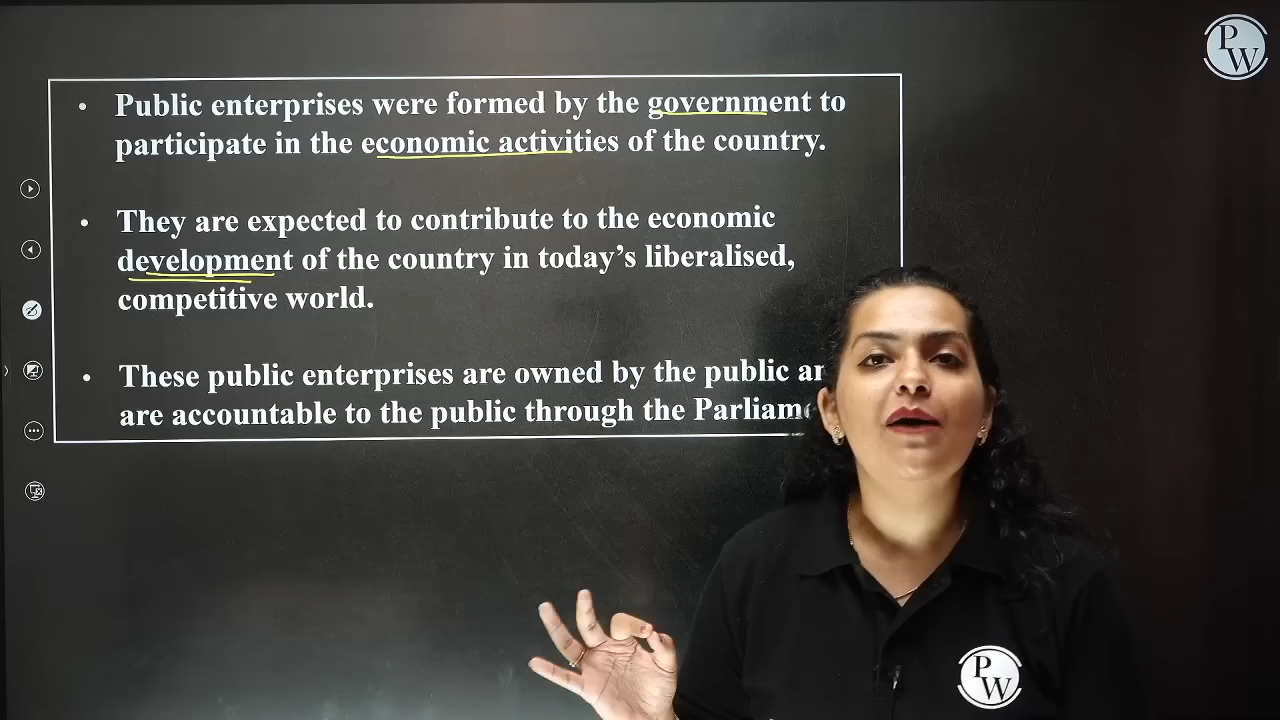 Public enterprises were formed by the government to
participate in the economic activities of the country.
They are expected to contribute to the economic
development of the country in today's liberalised,
competitive world.
These public enterprises are owned by the public
are accountable to the public through the
PW
PW